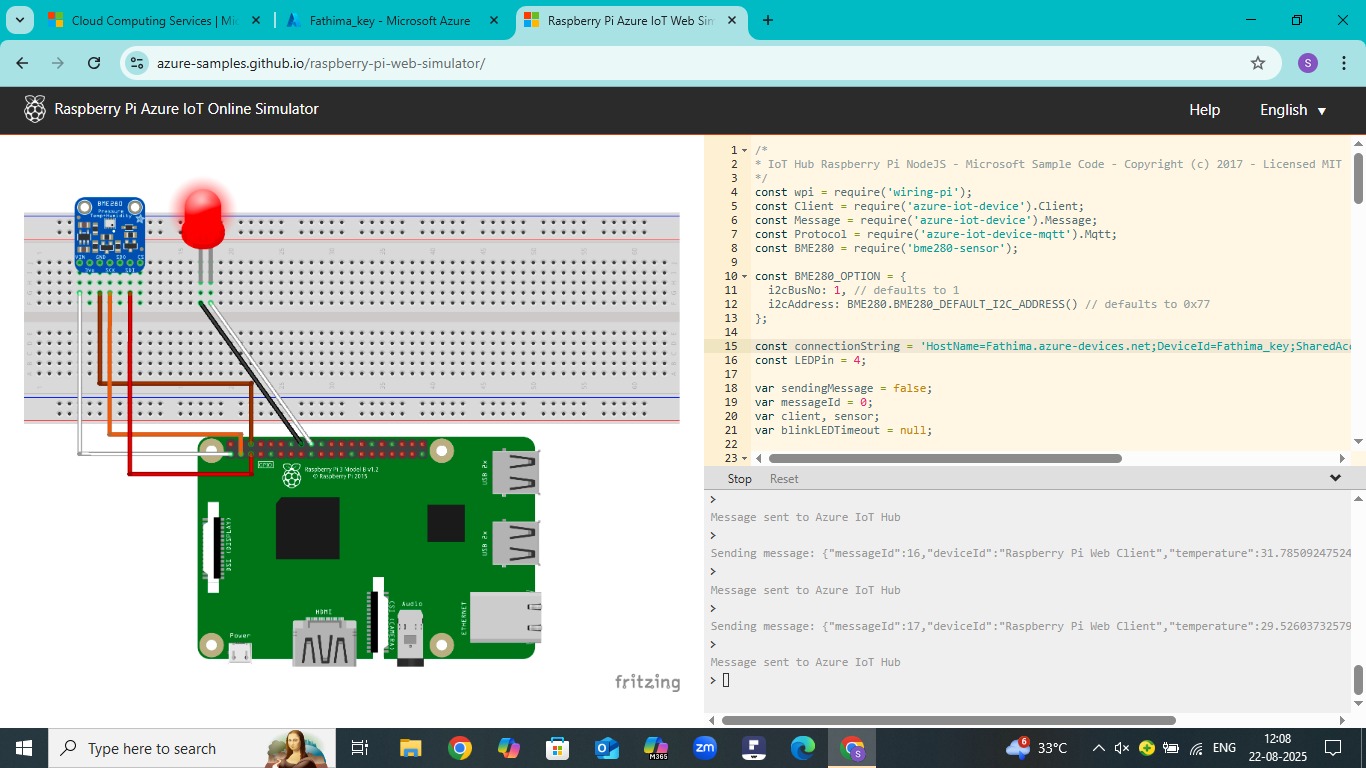 Cloud Computing Services | Mi
Fathima_key - Microsoft Azure
Raspberry Pi Azure IoT Web Sim
azure-samples.github.io/raspberry-pi-web-simulator/
S
Raspberry Pi Azure IoT Online Simulator
Help
English
BME280
Pressure
Temp+Humidity
VIN GND SDO CS
3Vo SCK SDI
GPIO
Raspberry Pi 3 Model B v1.2
© Raspberry Pi 2015
DSI (DISPLAY)
USB 2x
USB 2x
ETHERNET
HDMI
CSI (CAMERA)
Audio
Power
fritzing
1 /*
2 * IoT Hub Raspberry Pi NodeJS - Microsoft Sample Code - Copyright (c) 2017 - Licensed MIT
3 */
4 const wpi = require('wiring-pi');
5 const Client = require('azure-iot-device').Client;
6 const Message = require('azure-iot-device').Message;
7 const Protocol = require('azure-iot-device-mqtt').Mqtt;
8 const BME280 = require('bme280-sensor');
9
10 const BME280_OPTION = {
11 i2cBusNo: 1, // defaults to 1
12 i2cAddress: BME280.BME280_DEFAULT_I2C_ADDRESS() // defaults to 0x77
13 };
14
15 const connectionString = 'HostName=Fathima.azure-devices.net;DeviceId=Fathima_key;SharedAcc
16 const LEDPin = 4;
17
18 var sendingMessage = false;
19 var messageId = 0;
20 var client, sensor;
21 var blinkLEDTimeout = null;
22
23
Stop Reset
>
Message sent to Azure IoT Hub
>
Sending message: {"messageId":16,"deviceId":"Raspberry Pi Web Client","temperature":31.78509247524
>
Message sent to Azure IoT Hub
>
Sending message: {"messageId":17,"deviceId":"Raspberry Pi Web Client","temperature":29.52603732579
>
Message sent to Azure IoT Hub
>
Type here to search
M365
zm
F
S
6
33°C
ENG
12:08
22-08-2025